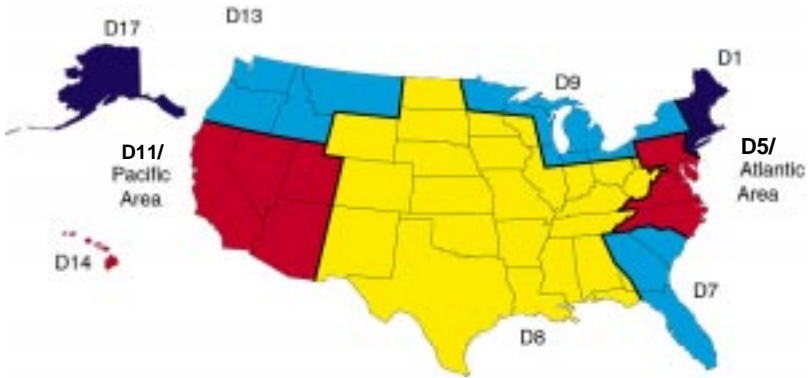 D13
D17
D1
D9
D11/
Pacific
Area
D5/
Atlantic
Area
D14
D7
D8